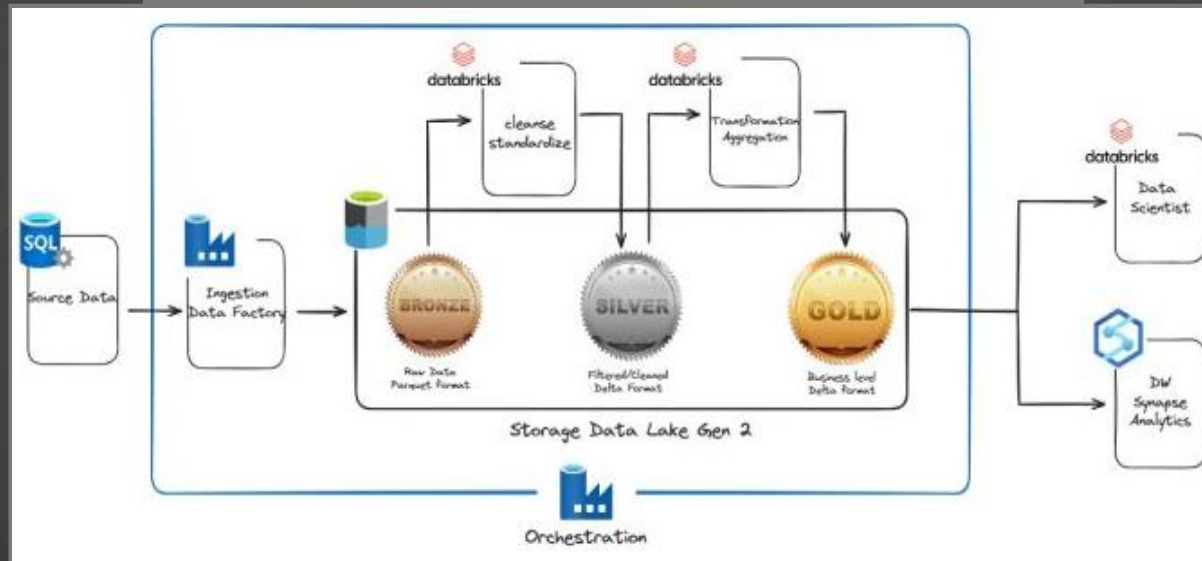 databricks
cleanse
standardize
databricks
Transformation
Aggregation
databricks
Data
Scientist
SQL
Source Data
Ingestion
Data Factory
BRONZE
Raw Data
Parquet format
SILVER
Filtered/Cleaned
Delta Format
GOLD
Business level
Delta format
DW
Synapse
Analytics
Storage Data Lake Gen 2
Orchestration